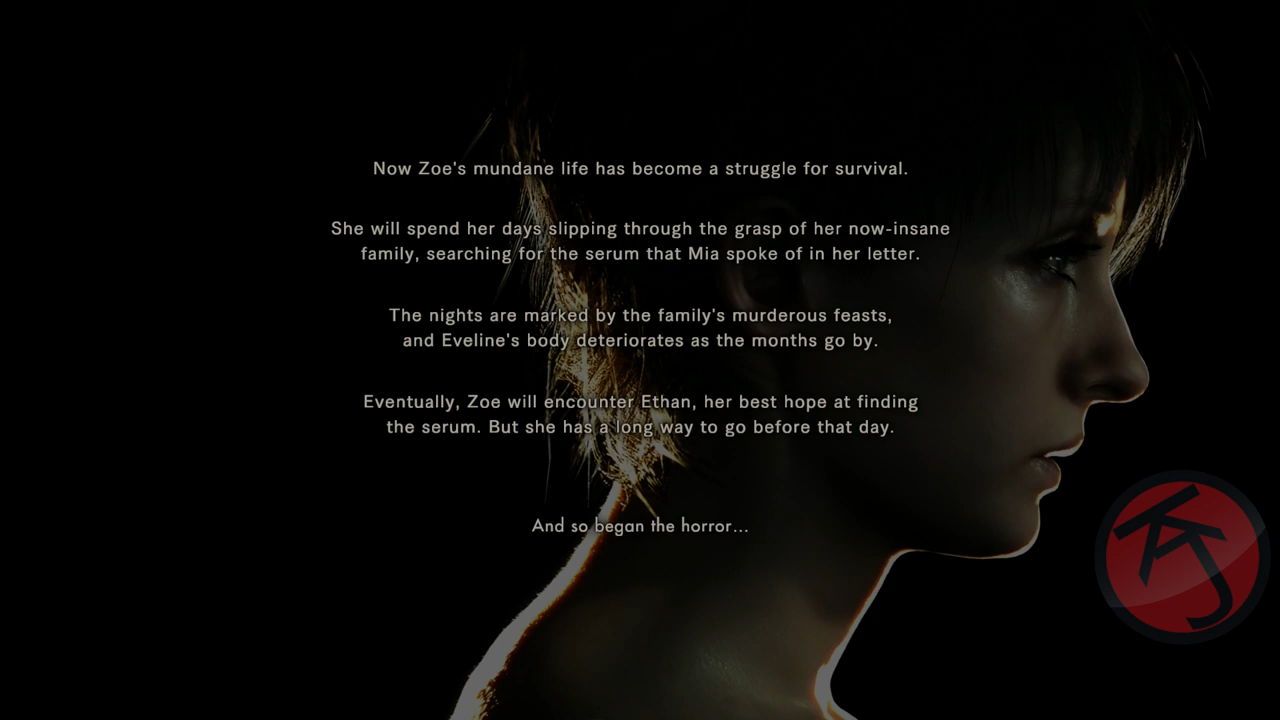 Now Zoe's mundane life has become a struggle for survival.
She will spend her days slipping through the grasp of her now-insane
family, searching for the serum that Mia spoke of in her letter.
The nights are marked by the family's murderous feasts,
and Eveline's body deteriorates as the months go by.
Eventually, Zoe will encounter Ethan, her best hope at finding
the serum. But she has a long way to go before that day.
And so began the horror...
TAJ